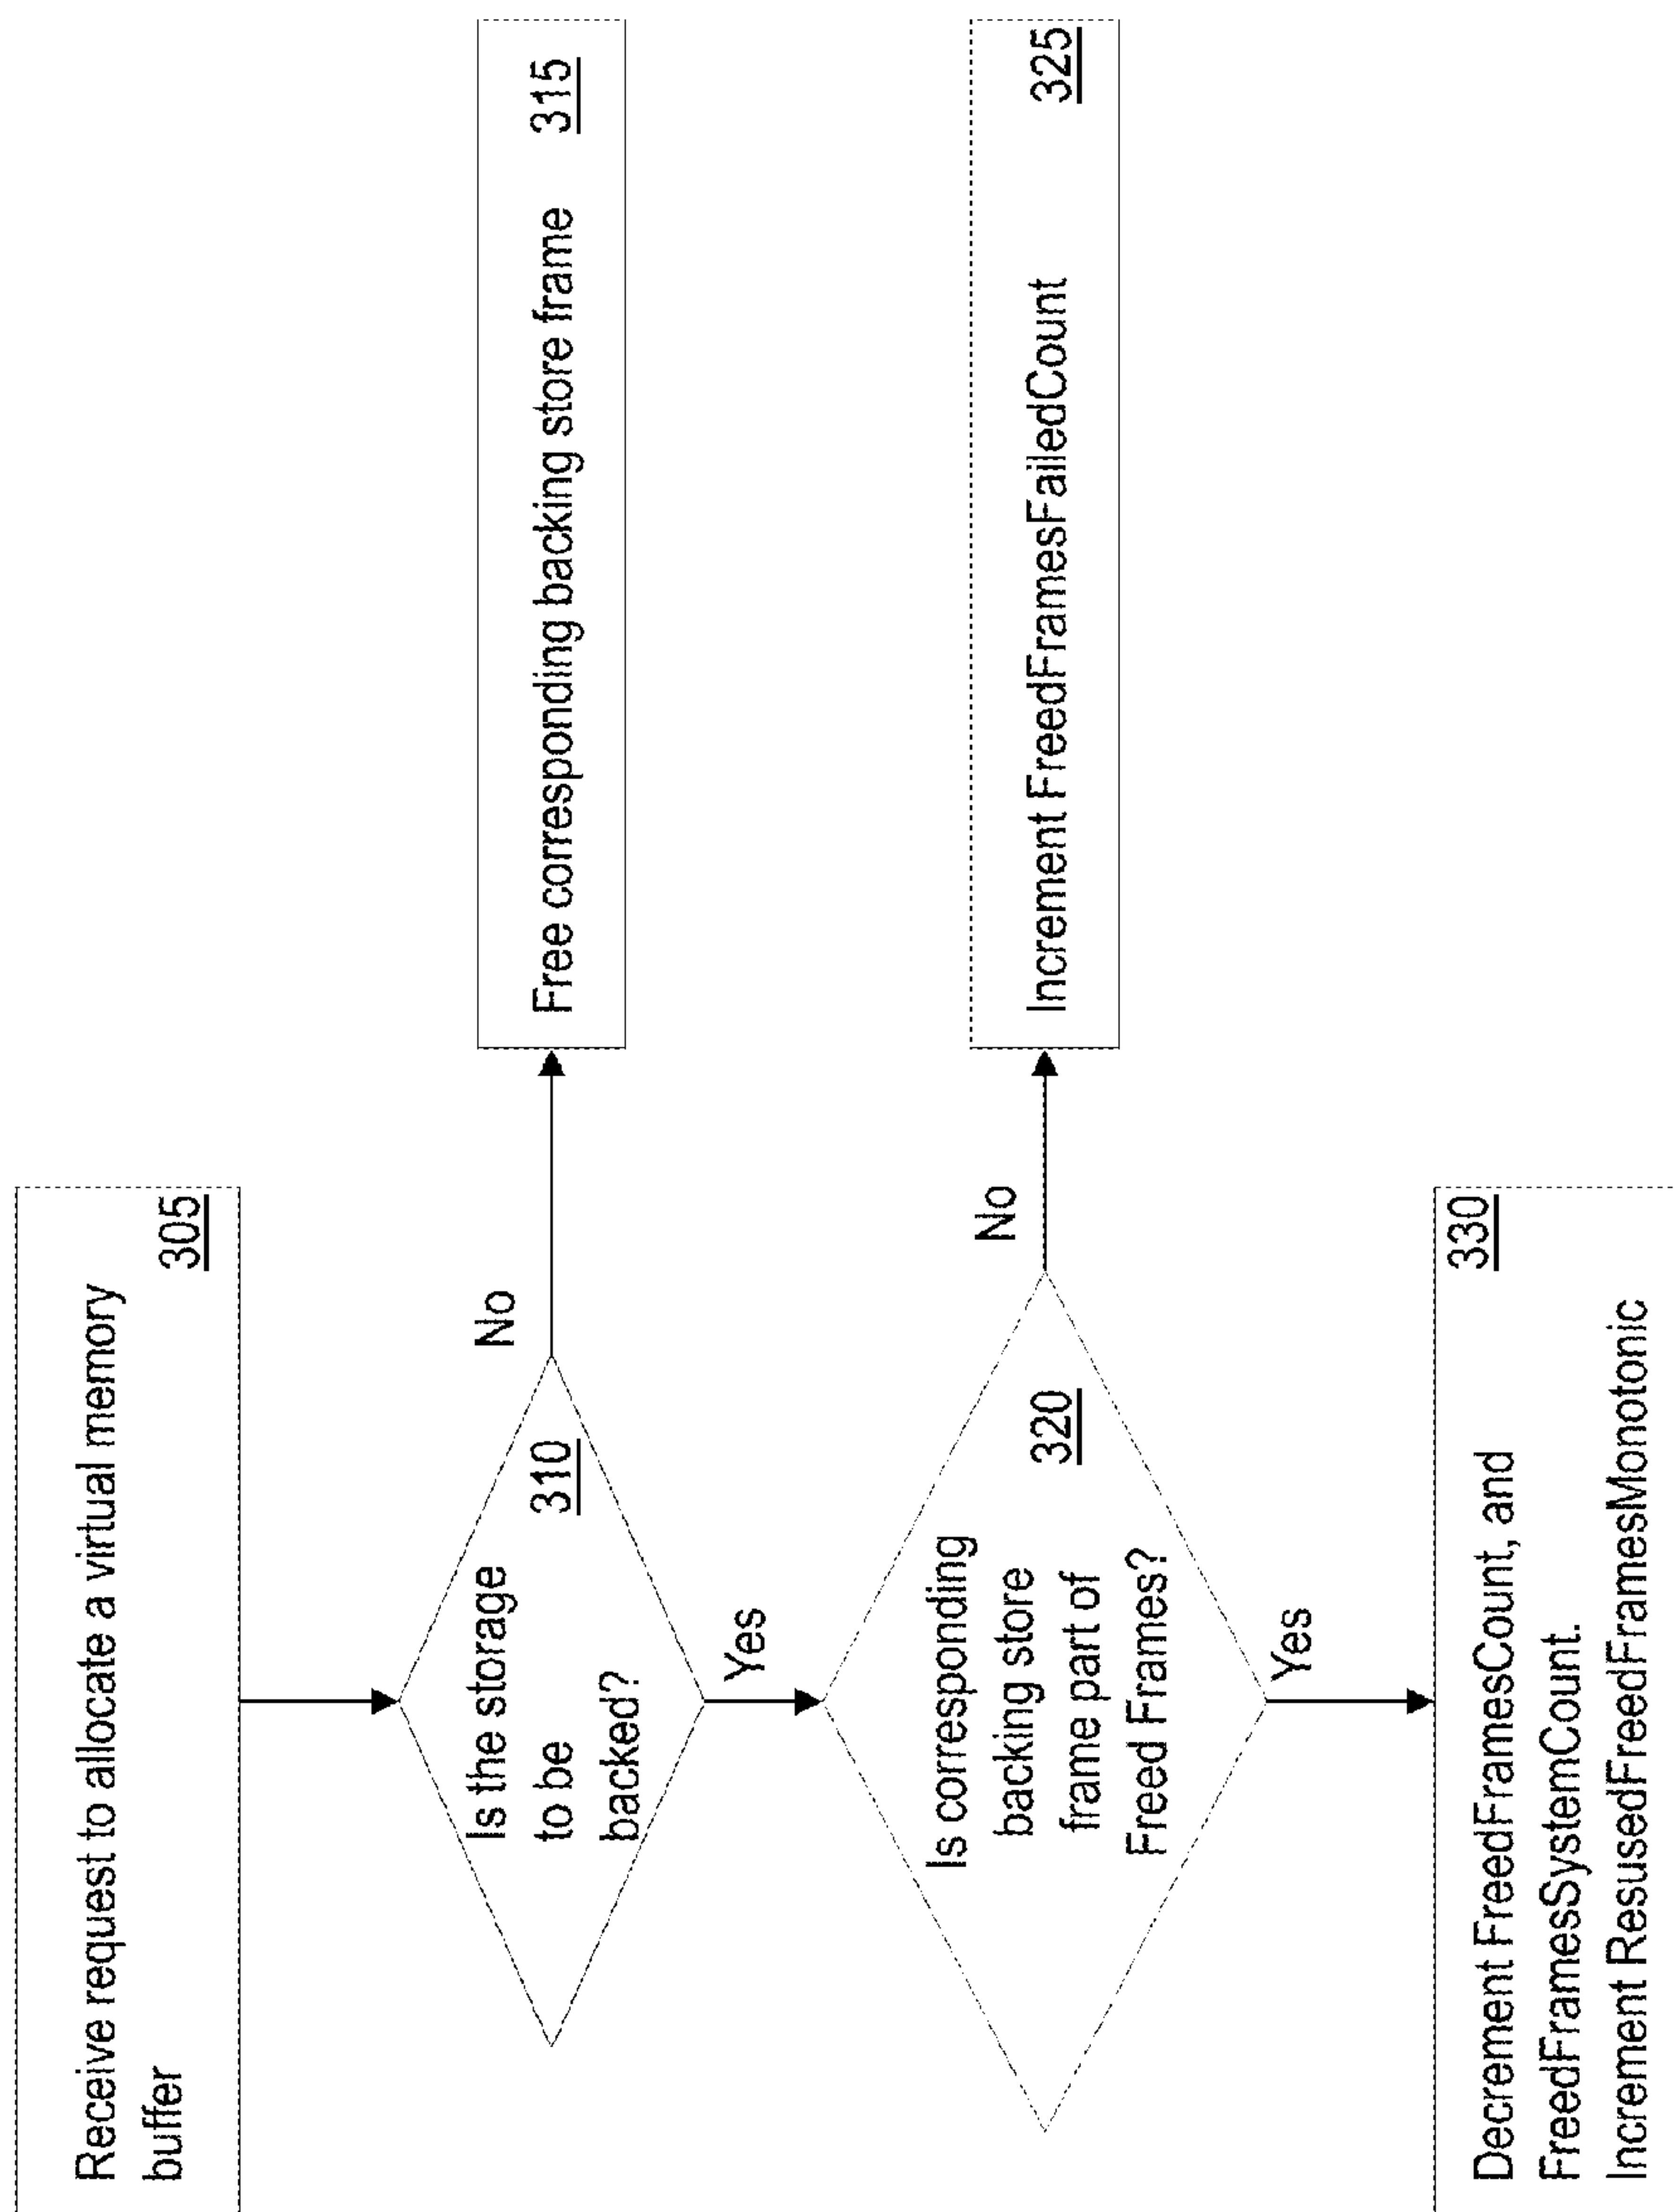 Receive request to allocate a virtual memory
buffer
305
Is the storage
to be
backed?
310
No
Free corresponding backing store frame
315
Yes
Is corresponding
backing store
frame part of
Freed Frames?
320
No
Increment FreedFramesFailedCount
325
Yes
Decrement FreedFramesCount, and
FreedFramesSystemCount.
Increment ResusedFreedFramesMonotonic
330